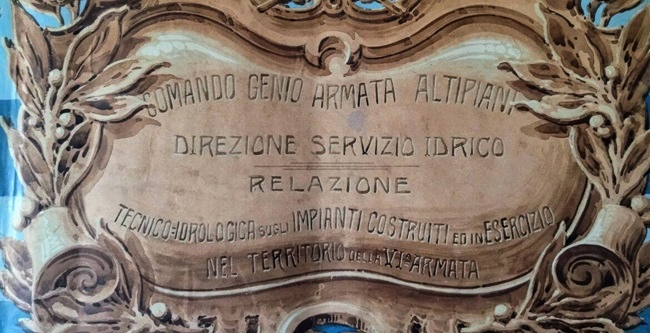 COMANDO GENIO ARMATA ALTIPIANI
DIREZIONE SERVIZIO IDRICO
RELAZIONE
TECNICO=IDROLOGICA SUGLI IMPIANTI COSTRUITI ED IN ESERCIZIO
NEL TERRITORIO DELLA VIª ARMATA